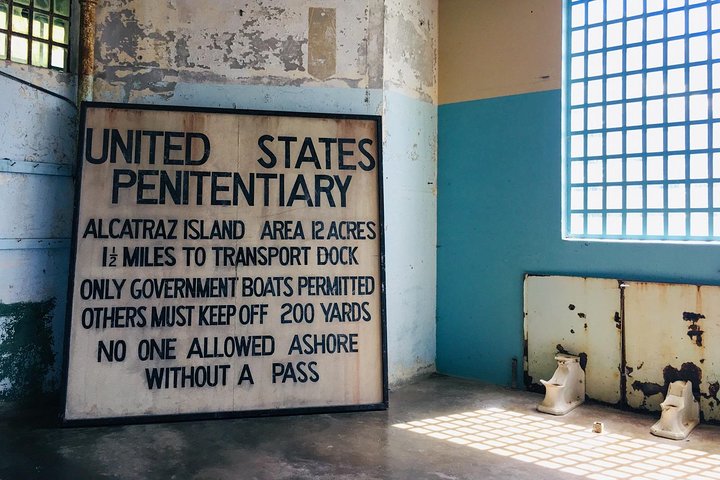 UNITED STATES
PENITENTIARY
ALCATRAZ ISLAND AREA 12 ACRES
1½ MILES TO TRANSPORT DOCK
ONLY GOVERNMENT BOATS PERMITTED
OTHERS MUST KEEP OFF 200 YARDS
NO ONE ALLOWED ASHORE
WITHOUT A PASS